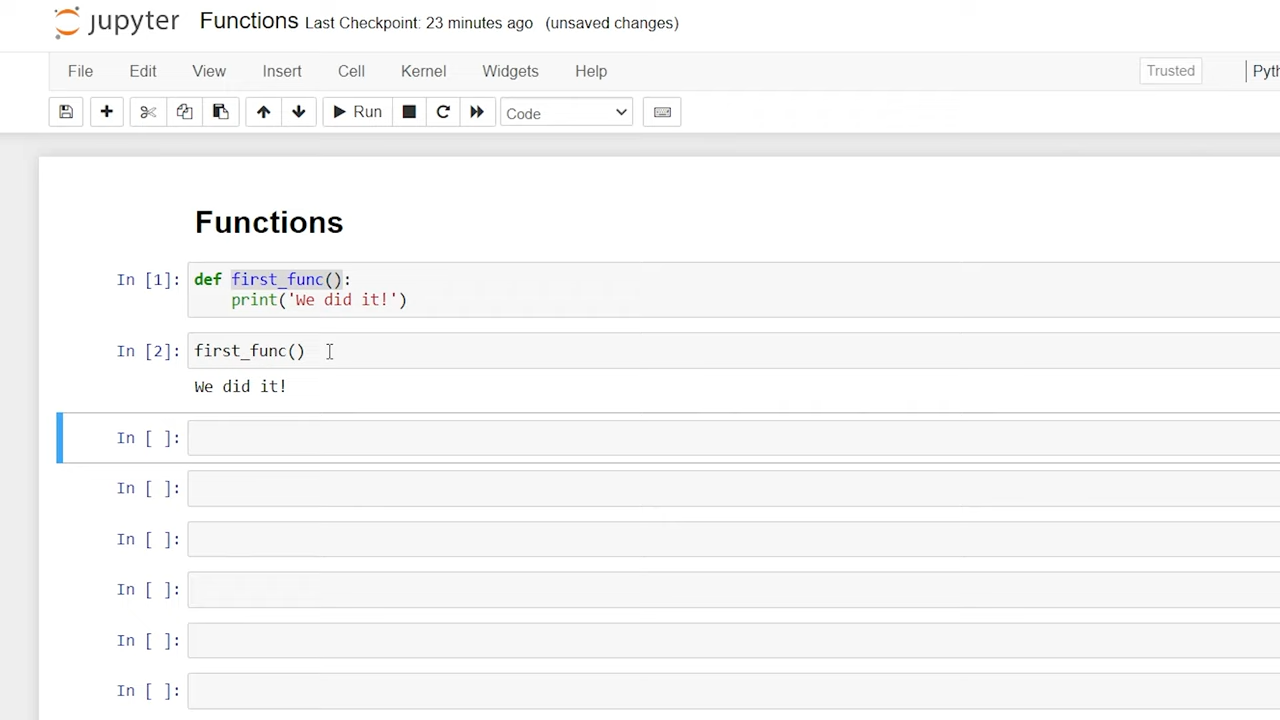 jupyter Functions Last Checkpoint: 23 minutes ago (unsaved changes)
File Edit View Insert Cell Kernel Widgets Help Trusted Pyth
Run Code
Functions
In [1]: def first_func():
print('We did it!')
In [2]: first_func()
We did it!
In [ ]:
In [ ]:
In [ ]:
In [ ]:
In [ ]:
In [ ]: